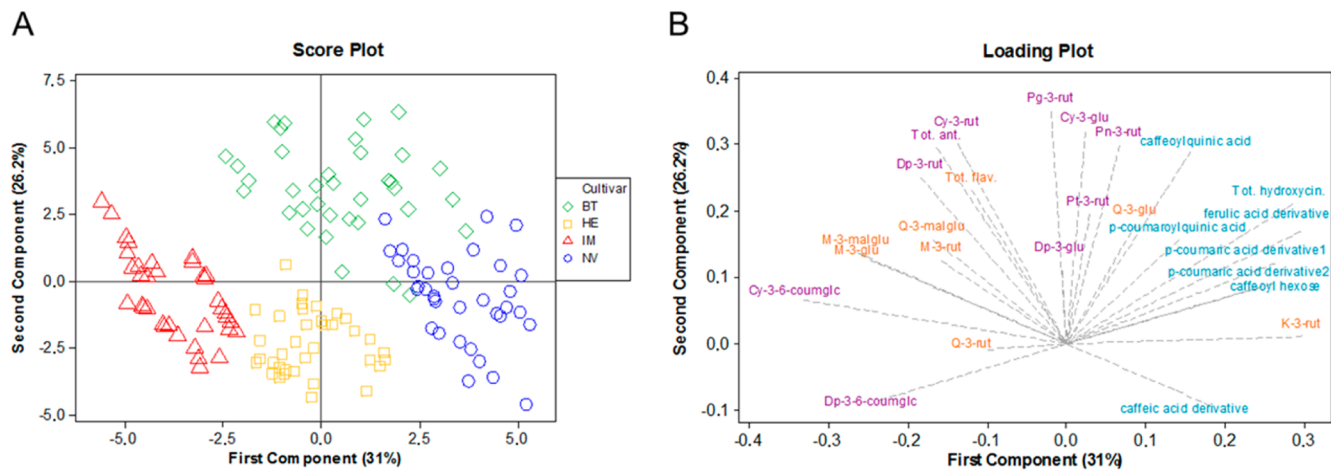 A
Score Plot
7.5
5.0
2.5
0.0
-2.5
-5.0
Second Component (26.2%)
-5.0
-2.5
0.0
2.5
5.0
First Component (31%)
Cultivar
BT
HE
IM
NV
B
Loading Plot
0.4
0.3
0.2
0.1
0.0
-0.1
Second Component (26.2%)
Pg-3-rut
Cy-3-rut
Cy-3-glu
Tot. ant.
Pn-3-rut
caffeoylquinic acid
Dp-3-rut
Tot. flav.
Tot. hydroxycin.
Pt-3-rut
Q-3-glu
ferulic acid derivative
Q-3-malglu
p-coumaroylquinic acid
M-3-malglu
M-3-glu
M-3-rut
Dp-3-glu
p-coumaric acid derivative1
p-coumaric acid derivative2
Cy-3-6-coumglc
caffeoyl hexose
K-3-rut
Q-3-rut
Dp-3-6-coumglc
caffeic acid derivative
-0.4
-0.3
-0.2
-0.1
0.0
0.1
0.2
0.3
First Component (31%)